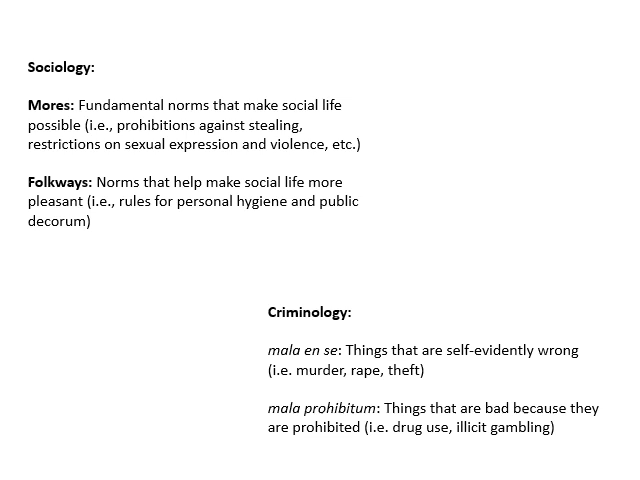 Sociology:
Mores: Fundamental norms that make social life
possible (i.e., prohibitions against stealing,
restrictions on sexual expression and violence, etc.)
Folkways: Norms that help make social life more
pleasant (i.e., rules for personal hygiene and public
decorum)
Criminology:
mala en se: Things that are self-evidently wrong
(i.e. murder, rape, theft)
mala prohibitum: Things that are bad because they
are prohibited (i.e. drug use, illicit gambling)